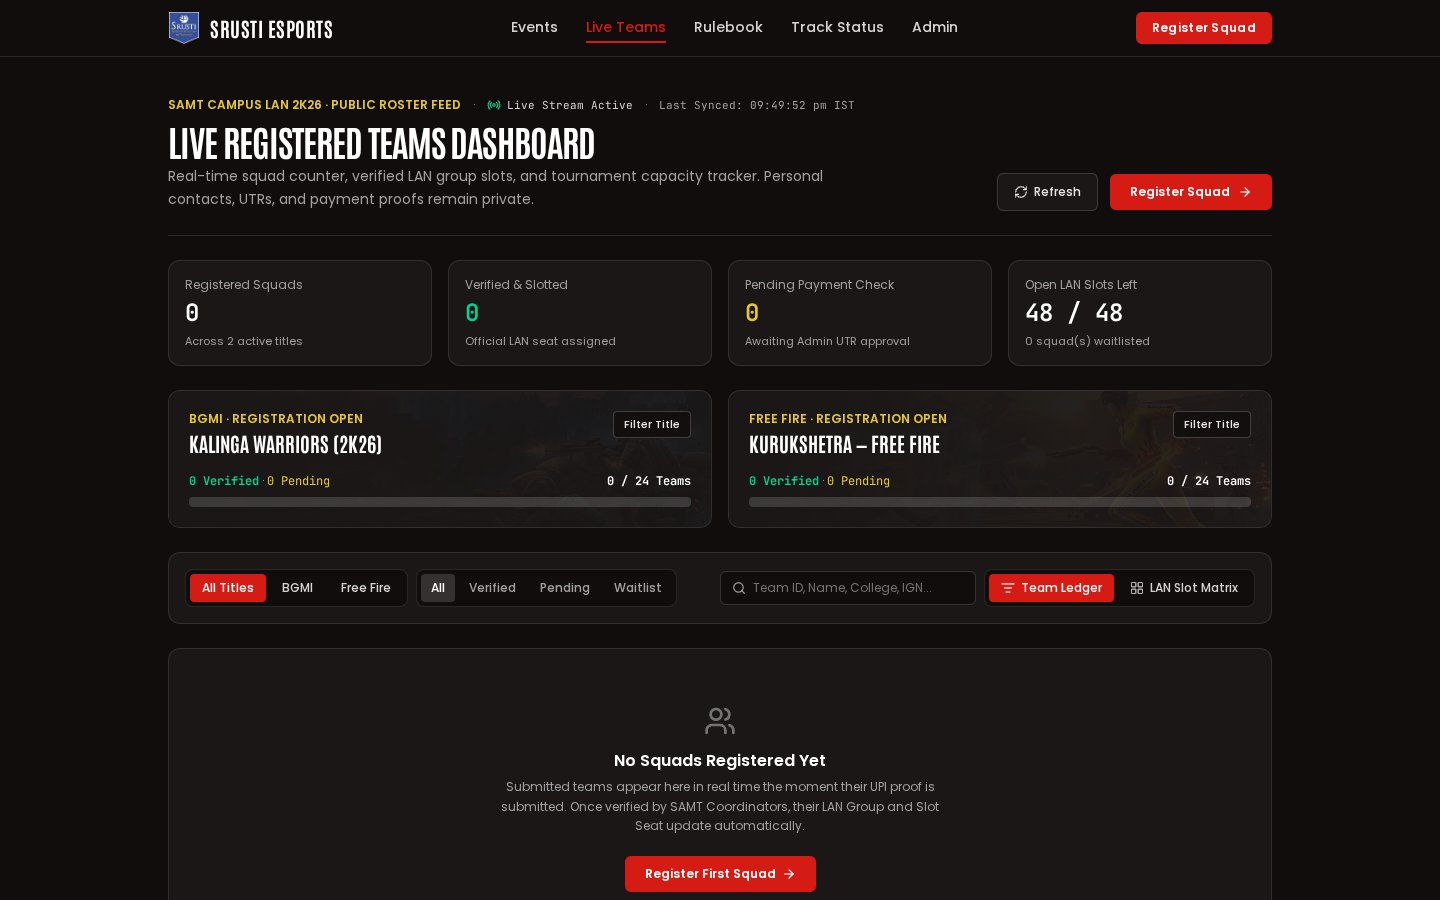 SRUSTI
SRUSTI ESPORTS
Events
Live Teams
Rulebook
Track Status
Admin
Register Squad
SAMT CAMPUS LAN 2K26 · PUBLIC ROSTER FEED · Live Stream Active · Last Synced: 09:49:52 pm IST
LIVE REGISTERED TEAMS DASHBOARD
Real-time squad counter, verified LAN group slots, and tournament capacity tracker. Personal
contacts, UTRs, and payment proofs remain private.
Refresh
Register Squad
Registered Squads
0
Across 2 active titles
Verified & Slotted
0
Official LAN seat assigned
Pending Payment Check
0
Awaiting Admin UTR approval
Open LAN Slots Left
48 / 48
0 squad(s) waitlisted
BGMI · REGISTRATION OPEN
KALINGA WARRIORS (2K26)
Filter Title
0 Verified · 0 Pending
0 / 24 Teams
FREE FIRE · REGISTRATION OPEN
KURUKSHETRA – FREE FIRE
Filter Title
0 Verified · 0 Pending
0 / 24 Teams
All Titles
BGMI
Free Fire
All
Verified
Pending
Waitlist
Team ID, Name, College, IGN...
Team Ledger
LAN Slot Matrix
No Squads Registered Yet
Submitted teams appear here in real time the moment their UPI proof is
submitted. Once verified by SAMT Coordinators, their LAN Group and Slot
Seat update automatically.
Register First Squad